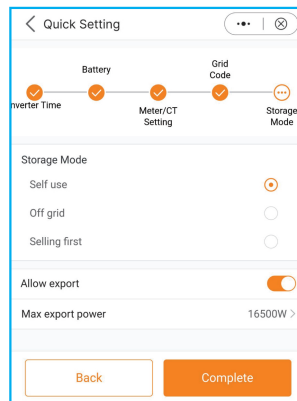 Quick Setting
Battery
Grid
Code
nverter Time
Meter/CT
Setting
Storage
Mode
Storage Mode
Self use
Off grid
Selling first
Allow export
Max export power 16500W >
Back
Complete